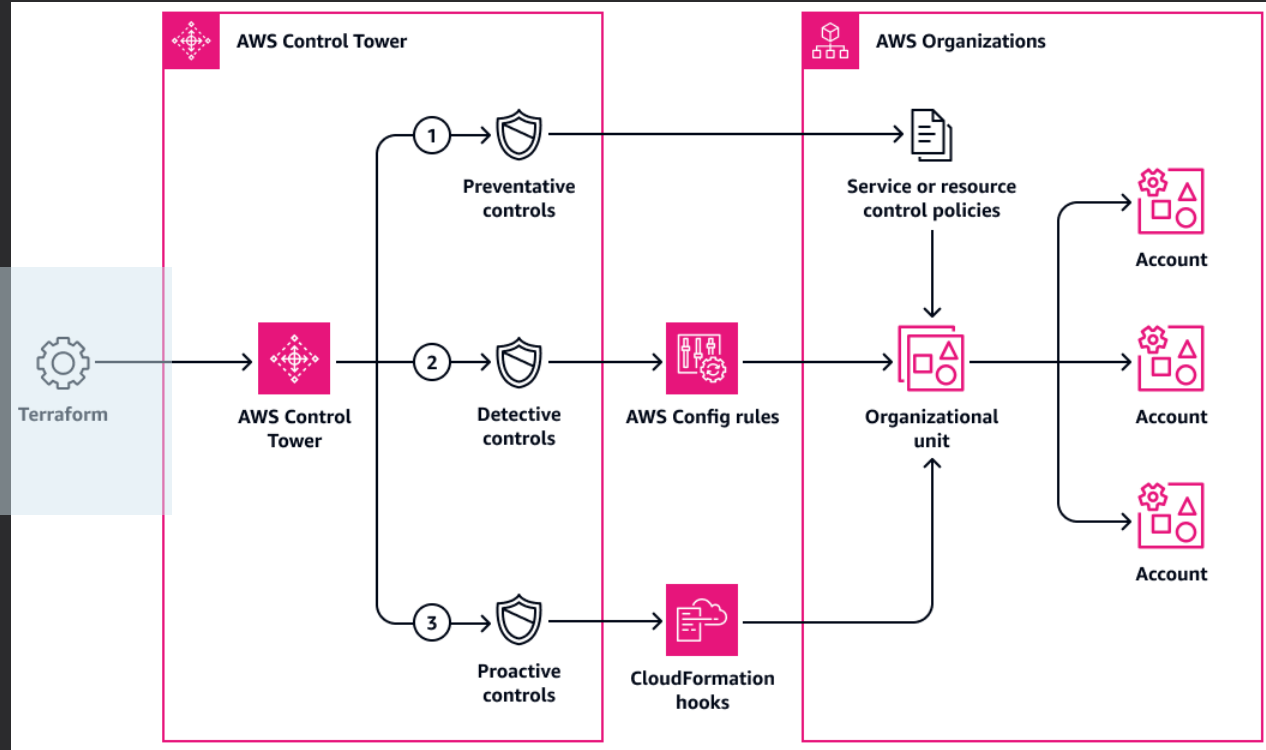 AWS Control Tower
AWS Organizations
1
Preventative
controls
Service or resource
control policies
Account
Terraform
AWS Control
Tower
2
Detective
controls
AWS Config rules
Organizational
unit
Account
3
Proactive
controls
CloudFormation
hooks
Account